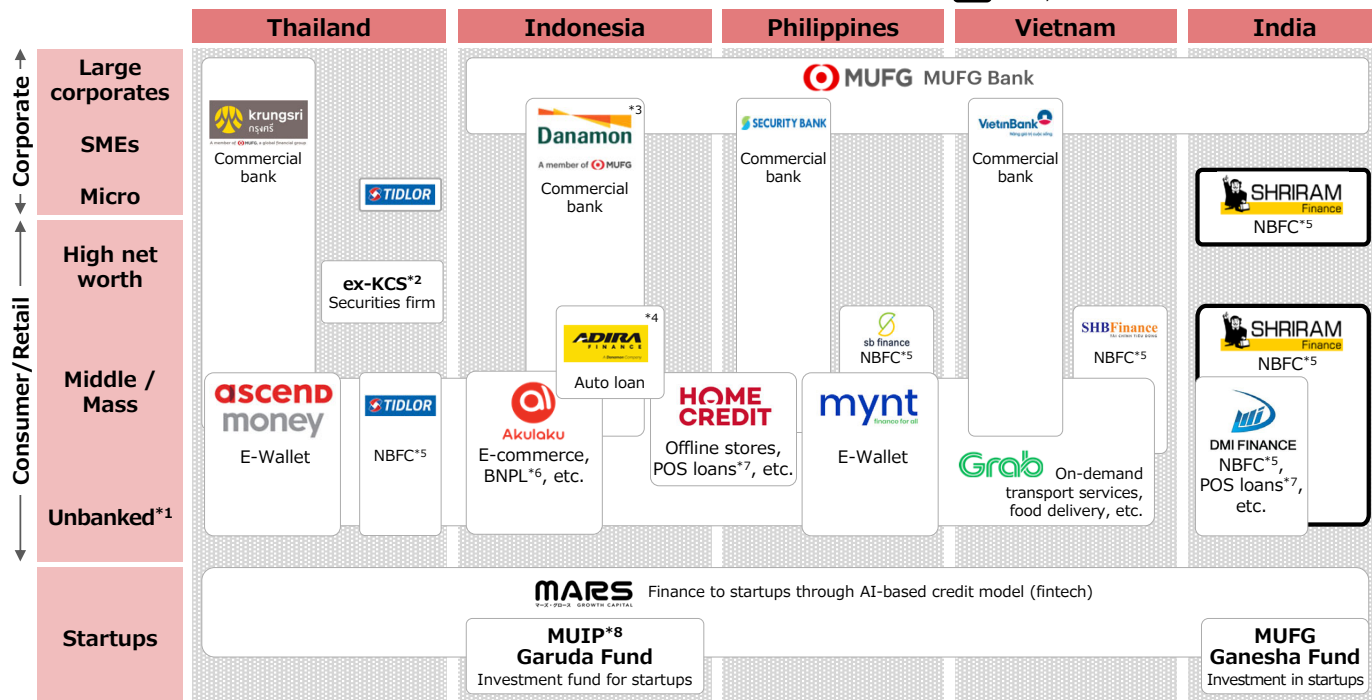 Thailand
Indonesia
Philippines
Vietnam
India
Corporate
Consumer/Retail
Large
corporates
SMEs
Micro
High net
worth
Middle /
Mass
Unbanked*1
Startups
MUFG MUFG Bank
krungsri
กรุงศรี
A member of MUFG, a global financial group
Commercial
bank
TIDLOR
ex-KCS*2
Securities firm
ascend
money
E-Wallet
TIDLOR
NBFC*5
*3
Danamon
A member of MUFG
Commercial
bank
*4
ADIRA
FINANCE
Auto loan
Akulaku
E-commerce,
BNPL*6, etc.
HOME
CREDIT
Offline stores,
POS loans*7, etc.
SECURITY BANK
Commercial
bank
sb finance
NBFC*5
mynt
finance for all
E-Wallet
VietinBank
Commercial
bank
SHBFinance
NBFC*5
Grab On-demand
transport services,
food delivery, etc.
SHRIRAM
Finance
NBFC*5
SHRIRAM
Finance
NBFC*5
DMI FINANCE
NBFC*5,
POS loans*7,
etc.
MARS
マーズ・グロース GROWTH CAPITAL
Finance to startups through AI-based credit model (fintech)
MUIP*8
Garuda Fund
Investment fund for startups
MUFG
Ganesha Fund
Investment in startups